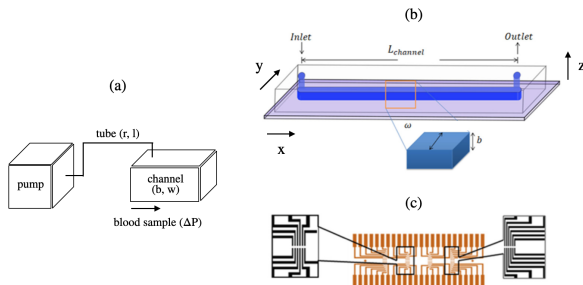 (a)
tube (r, l)
pump
channel
(b, w)
blood sample (ΔP)
(b)
Inlet
Outlet
L_channel
y
z
x
ω
b
(c)